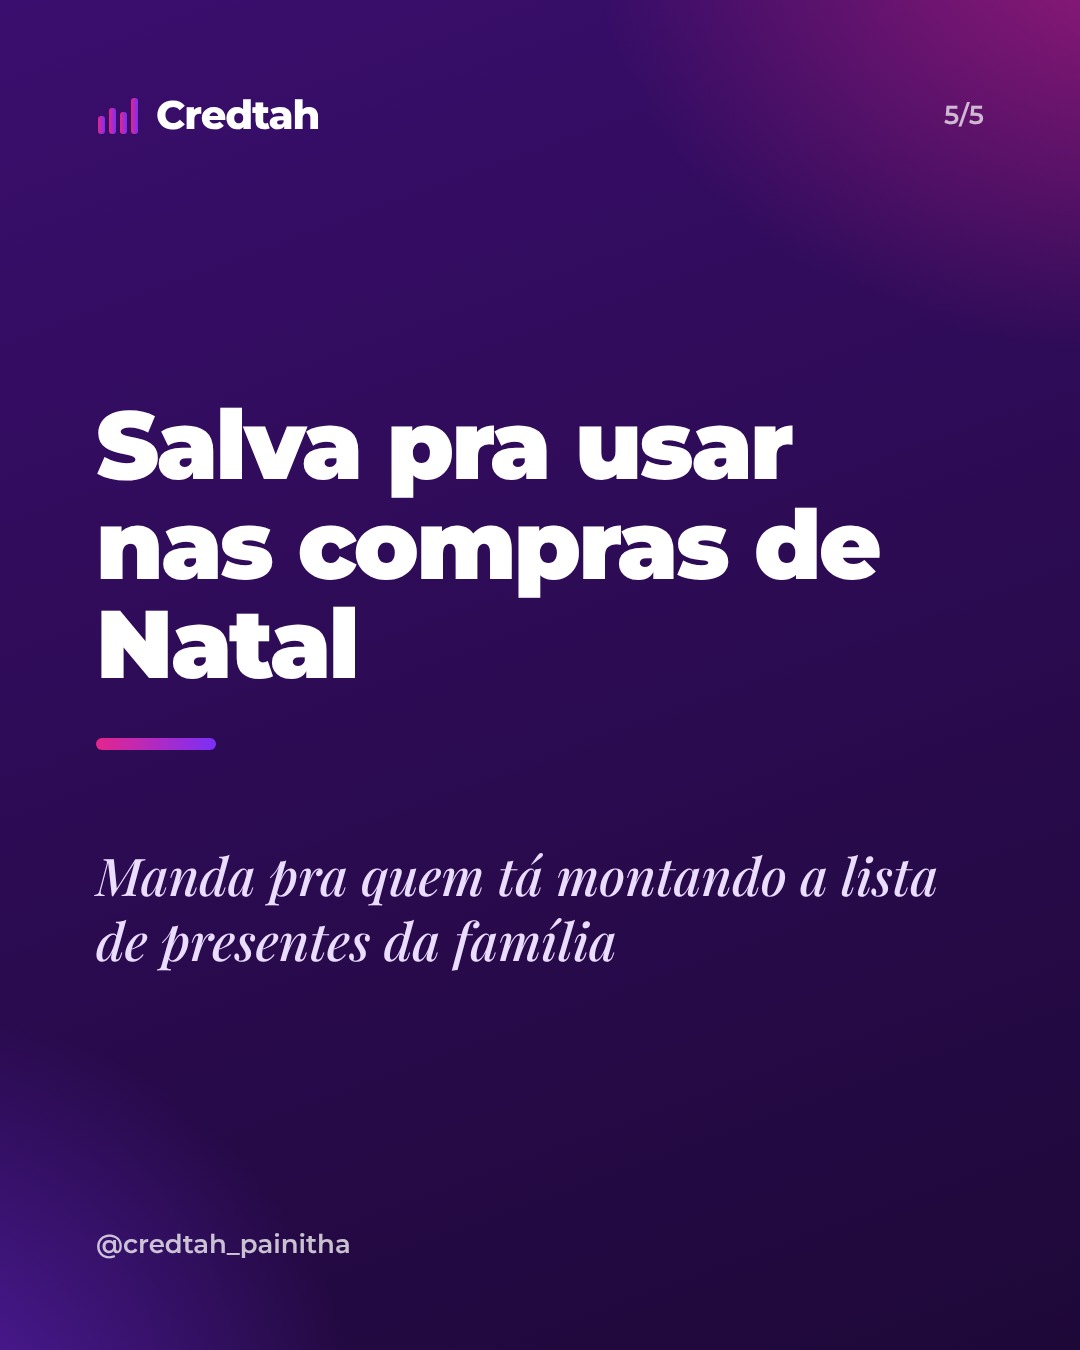 Credtah
5/5
Salva pra usar
nas compras de
Natal
Manda pra quem tá montando a lista
de presentes da família
@credtah_painitha